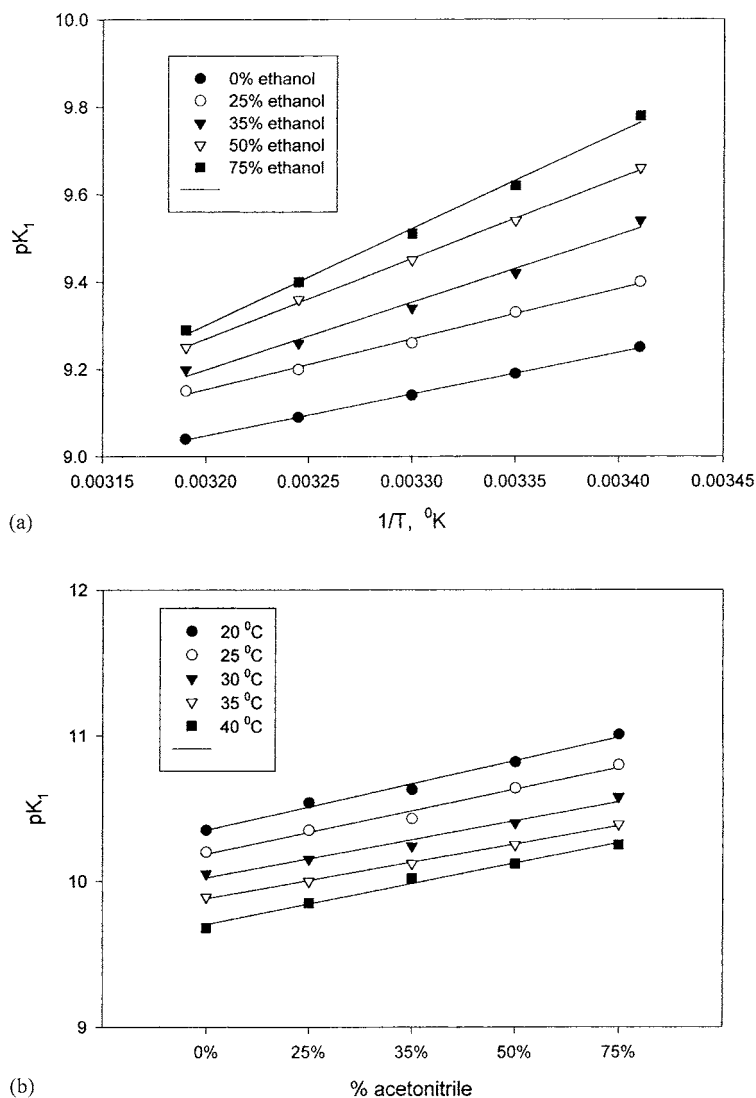 10.0
0% ethanol
25% ethanol
35% ethanol
50% ethanol
75% ethanol
9.8
9.6
9.4
9.2
9.0
pK₁
0.00315 0.00320 0.00325 0.00330 0.00335 0.00340 0.00345
(a)
1/T, ⁰K
12
20 ⁰C
25 ⁰C
30 ⁰C
35 ⁰C
40 ⁰C
11
10
9
pK₁
0% 25% 35% 50% 75%
(b)
% acetonitrile